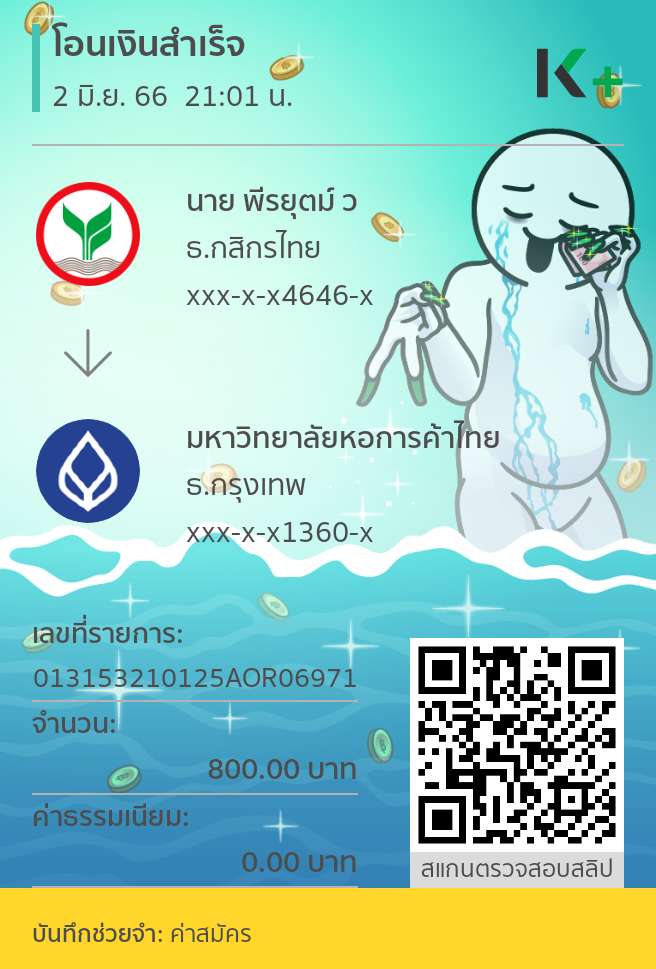 โอนเงินสำเร็จ
2 มิ.ย. 66 21:01 น.
K+
นาย พีรยุตม์ ว
ธ.กสิกรไทย
xxx-x-x4646-x
มหาวิทยาลัยหอการค้าไทย
ธ.กรุงเทพ
xxx-x-x1360-x
เลขที่รายการ:
013153210125AOR06971
จำนวน:
800.00 บาท
ค่าธรรมเนียม:
0.00 บาท
สแกนตรวจสอบสลิป
บันทึกช่วยจำ: ค่าสมัคร